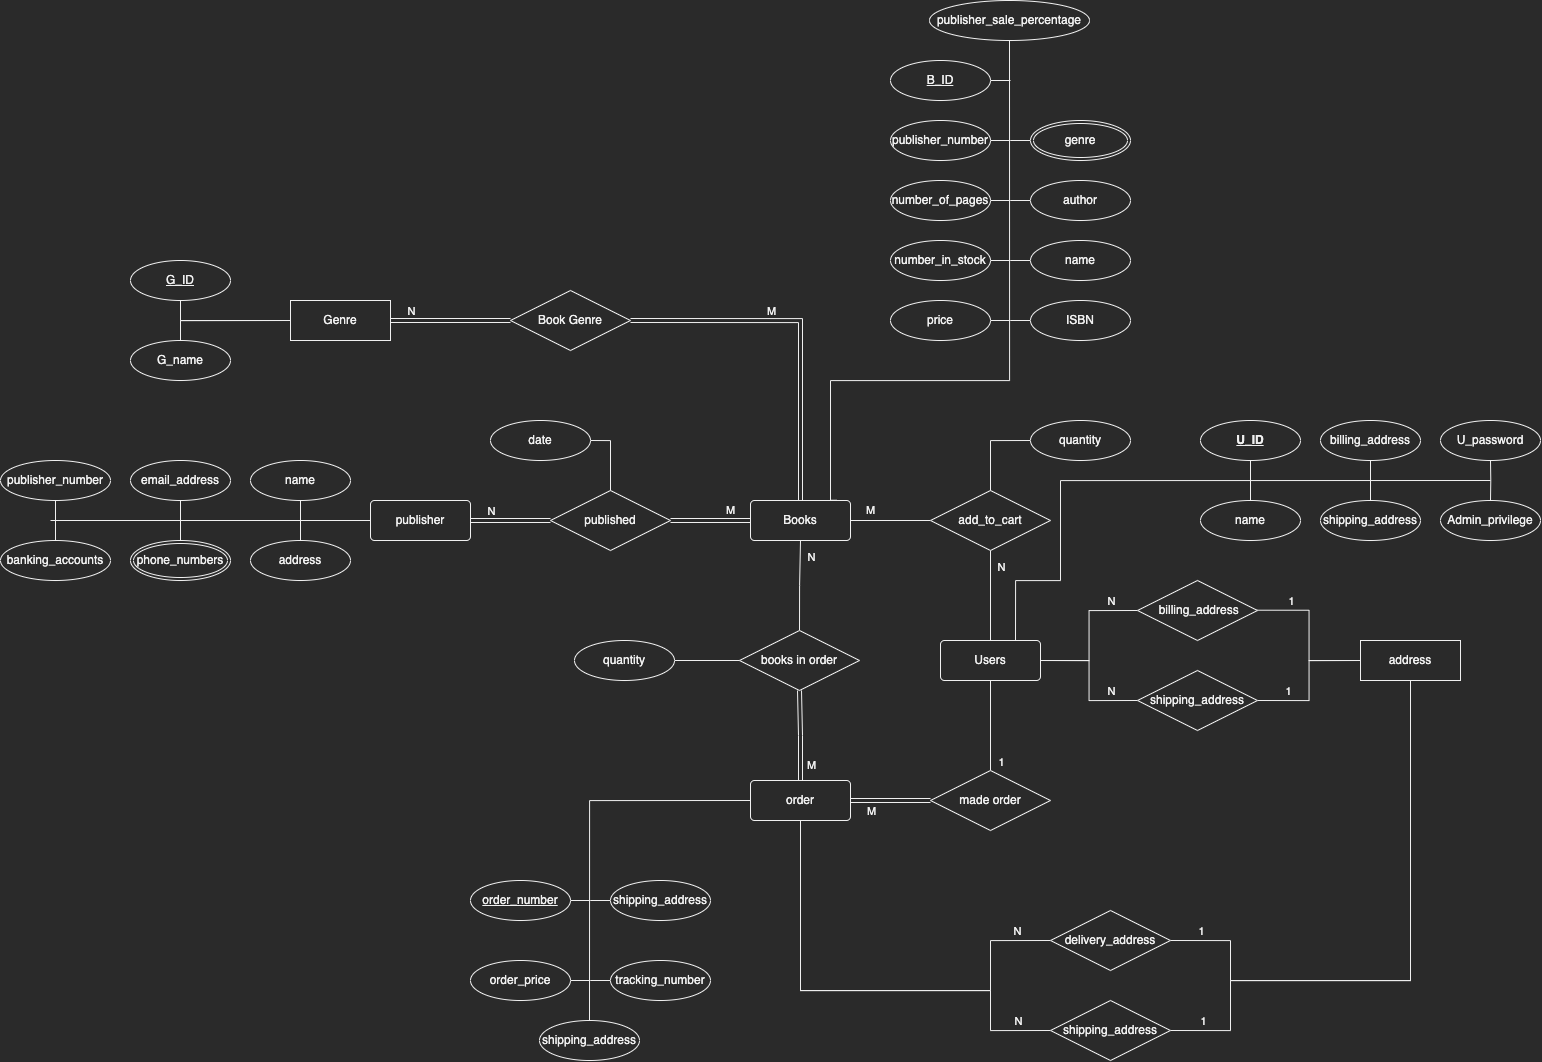 publisher_sale_percentage
B_ID
publisher_number
genre
number_of_pages
author
number_in_stock
name
price
ISBN
G_ID
Genre
N
Book Genre
M
G_name
date
quantity
U_ID
billing_address
U_password
publisher_number
email_address
name
publisher
N
published
M
Books
M
add_to_cart
name
shipping_address
Admin_privilege
banking_accounts
phone_numbers
address
N
N
N
billing_address
1
quantity
books in order
Users
address
N
shipping_address
1
M
1
order
M
made order
order_number
shipping_address
N
delivery_address
1
order_price
tracking_number
shipping_address
N
shipping_address
1